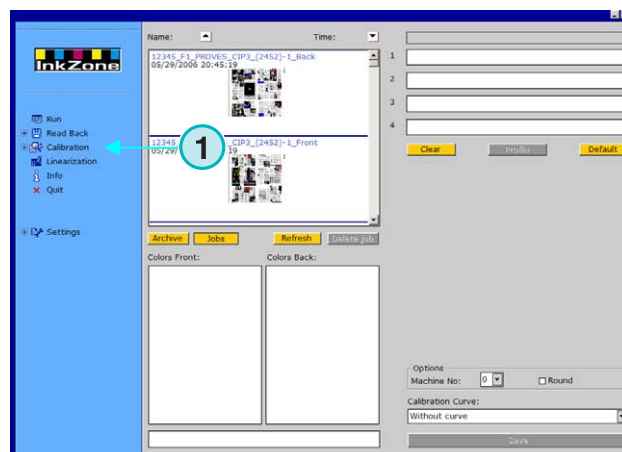 Name:
Time:
InkZone
12345_F1_PROVES_CIP3_(2452)-1_Back
05/29/2006 20:45:19
12345_
CIP3_(2452)-1_Front
05/29/
19
1
1
2
3
4
Run
Read Back
Calibration
Linearization
Info
Quit
Settings
Clear
Profile
Default
Archive
Jobs
Refresh
Delete job
Colors Front:
Colors Back:
Options
Machine No:
0
Round
Calibration Curve:
Without curve
Save